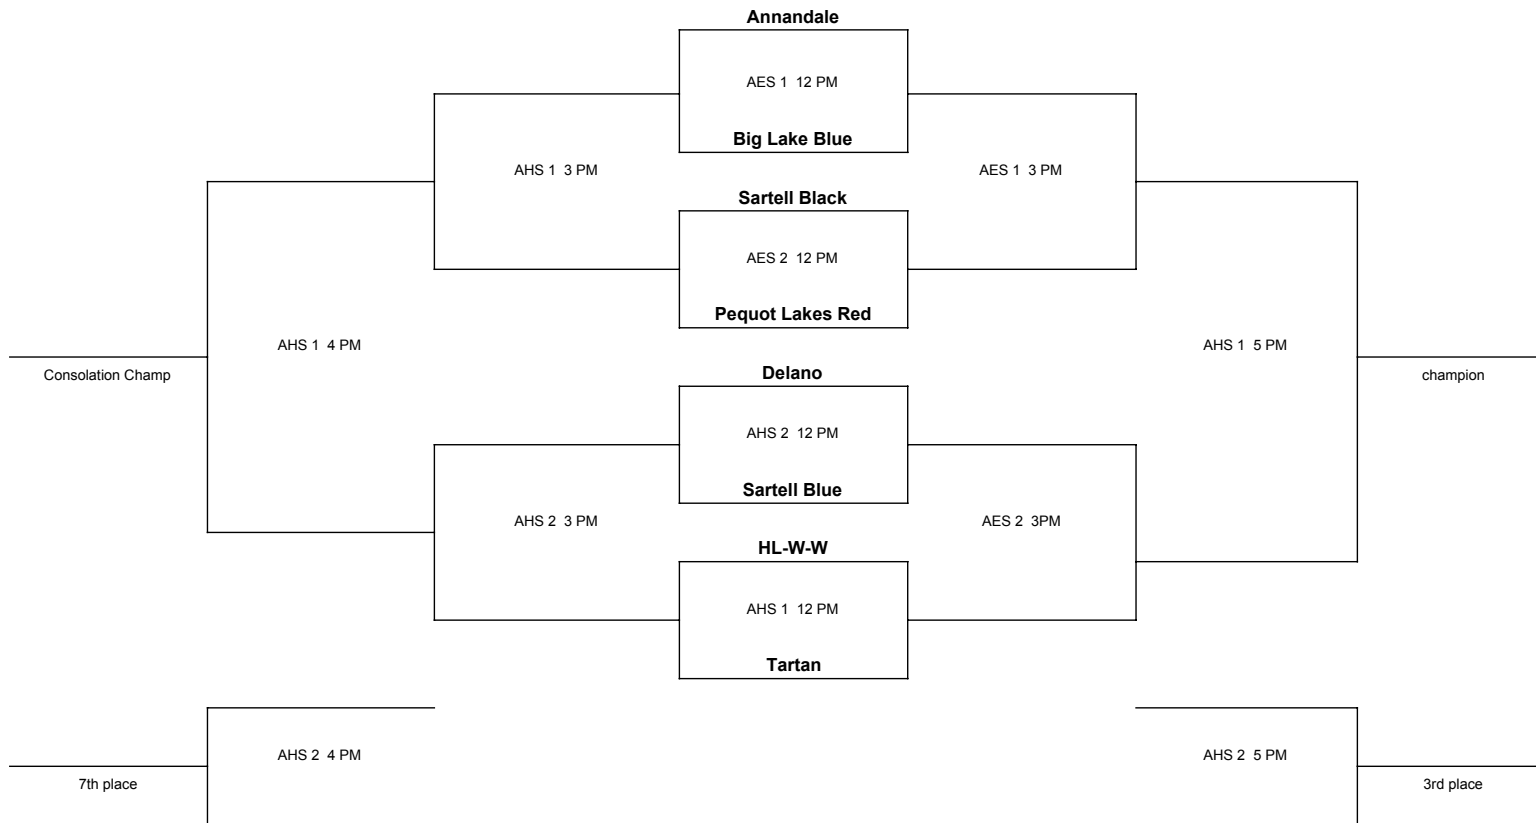 Annandale
AES 1  12 PM
Big Lake Blue
AHS 1  3 PM
AES 1  3 PM
Sartell Black
AES 2  12 PM
Pequot Lakes Red
AHS 1  4 PM
AHS 1  5 PM
Consolation Champ
Delano
champion
AHS 2  12 PM
Sartell Blue
AHS 2  3 PM
AES 2  3PM
HL-W-W
AHS 1  12 PM
Tartan
AHS 2  4 PM
AHS 2  5 PM
7th place
3rd place